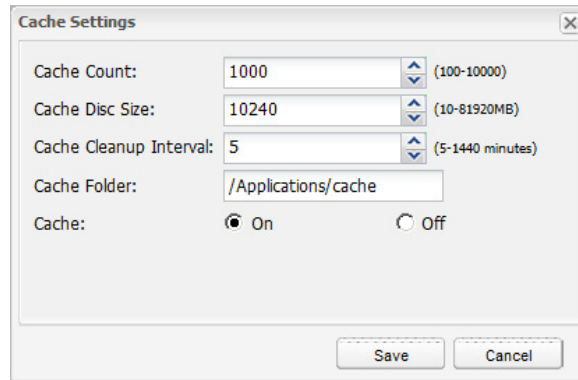 Cache Settings
Cache Count: 1000 (100-10000)
Cache Disc Size: 10240 (10-81920MB)
Cache Cleanup Interval: 5 (5-1440 minutes)
Cache Folder: /Applications/cache
Cache: On Off
Save Cancel